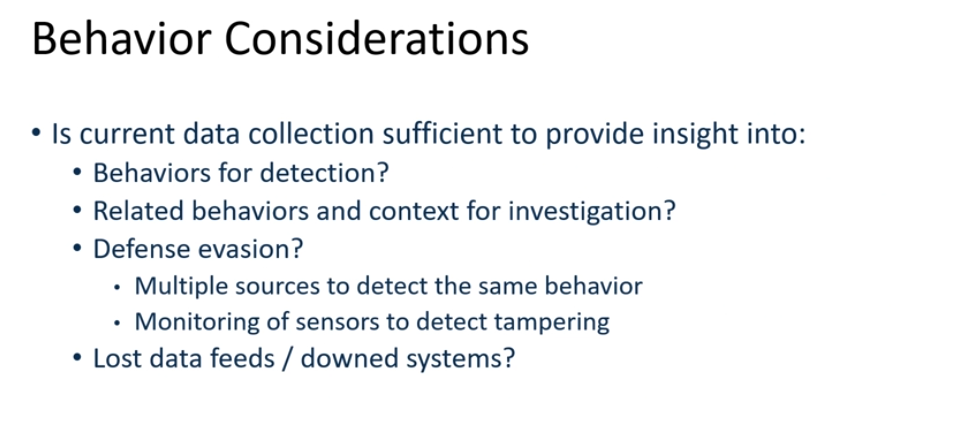 Behavior Considerations
• Is current data collection sufficient to provide insight into:
• Behaviors for detection?
• Related behaviors and context for investigation?
• Defense evasion?
• Multiple sources to detect the same behavior
• Monitoring of sensors to detect tampering
• Lost data feeds / downed systems?